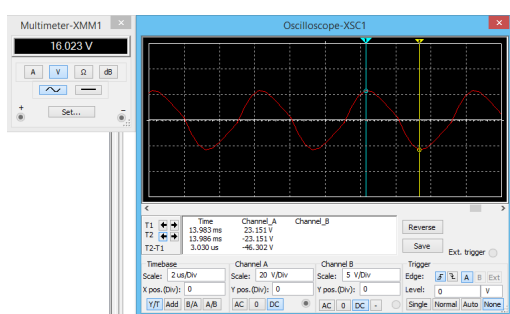 Multimeter-XMM1 ×
16.023 V
A V Ω dB
+ Set... −
Oscilloscope-XSC1 ×
Time Channel_A Channel_B
T1 13.983 ms 23.151 V
T2 13.986 ms -23.151 V
T2-T1 3.030 us -46.302 V
Reverse
Save
Ext. trigger
Timebase
Scale: 2 us/Div
X pos.(Div): 0
Y/T Add B/A A/B
Channel A
Scale: 20 V/Div
Y pos.(Div): 0
AC 0 DC
Channel B
Scale: 5 V/Div
Y pos.(Div): 0
AC 0 DC -
Trigger
Edge: A B Ext
Level: 0 V
Single Normal Auto None